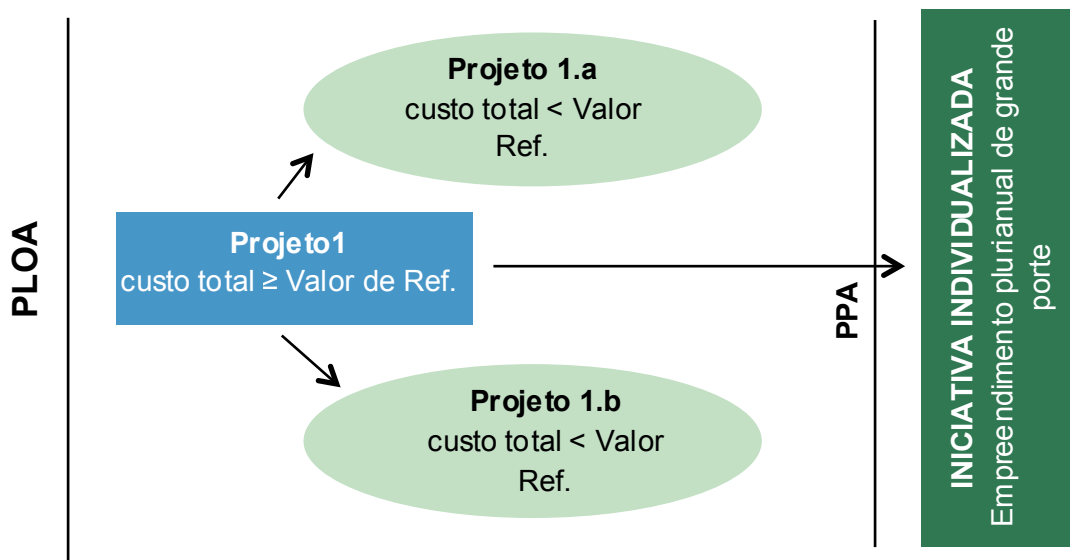 PLOA
Projeto 1.a
custo total < Valor
Ref.
Projeto1
custo total ≥ Valor de Ref.
Projeto 1.b
custo total < Valor
Ref.
PPA
INICIATIVA INDIVIDUALIZADA
Empreendimento plurianual de grande
porte